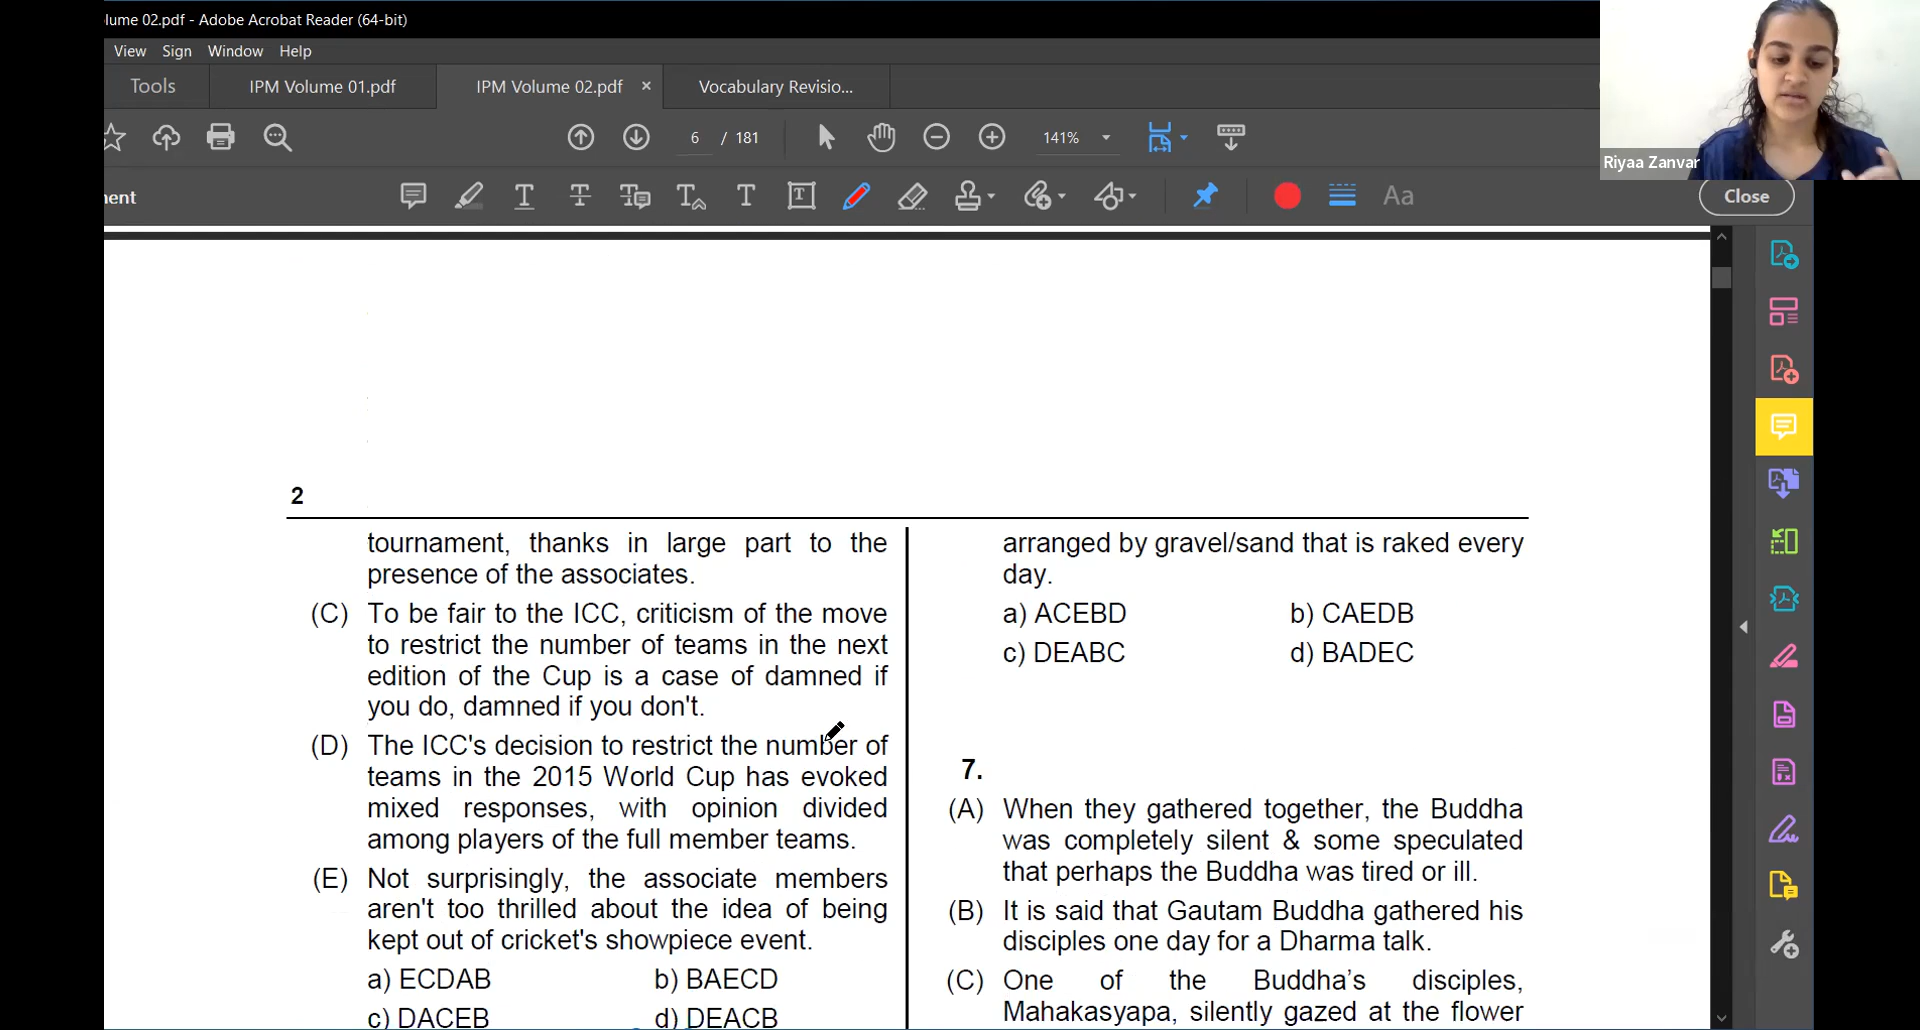 lume 02.pdf - Adobe Acrobat Reader (64-bit)
View Sign Window Help
Tools IPM Volume 01.pdf IPM Volume 02.pdf × Vocabulary Revisio...
6 / 181 141%
ent Aa Close
Riyaa Zanvar
2
tournament, thanks in large part to the
presence of the associates.
(C) To be fair to the ICC, criticism of the move
to restrict the number of teams in the next
edition of the Cup is a case of damned if
you do, damned if you don't.
(D) The ICC's decision to restrict the number of
teams in the 2015 World Cup has evoked
mixed responses, with opinion divided
among players of the full member teams.
(E) Not surprisingly, the associate members
aren't too thrilled about the idea of being
kept out of cricket's showpiece event.
a) ECDAB b) BAECD
c) DACEB d) DEACB
arranged by gravel/sand that is raked every
day.
a) ACEBD b) CAEDB
c) DEABC d) BADEC
7.
(A) When they gathered together, the Buddha
was completely silent & some speculated
that perhaps the Buddha was tired or ill.
(B) It is said that Gautam Buddha gathered his
disciples one day for a Dharma talk.
(C) One of the Buddha’s disciples,
Mahakasyapa, silently gazed at the flower